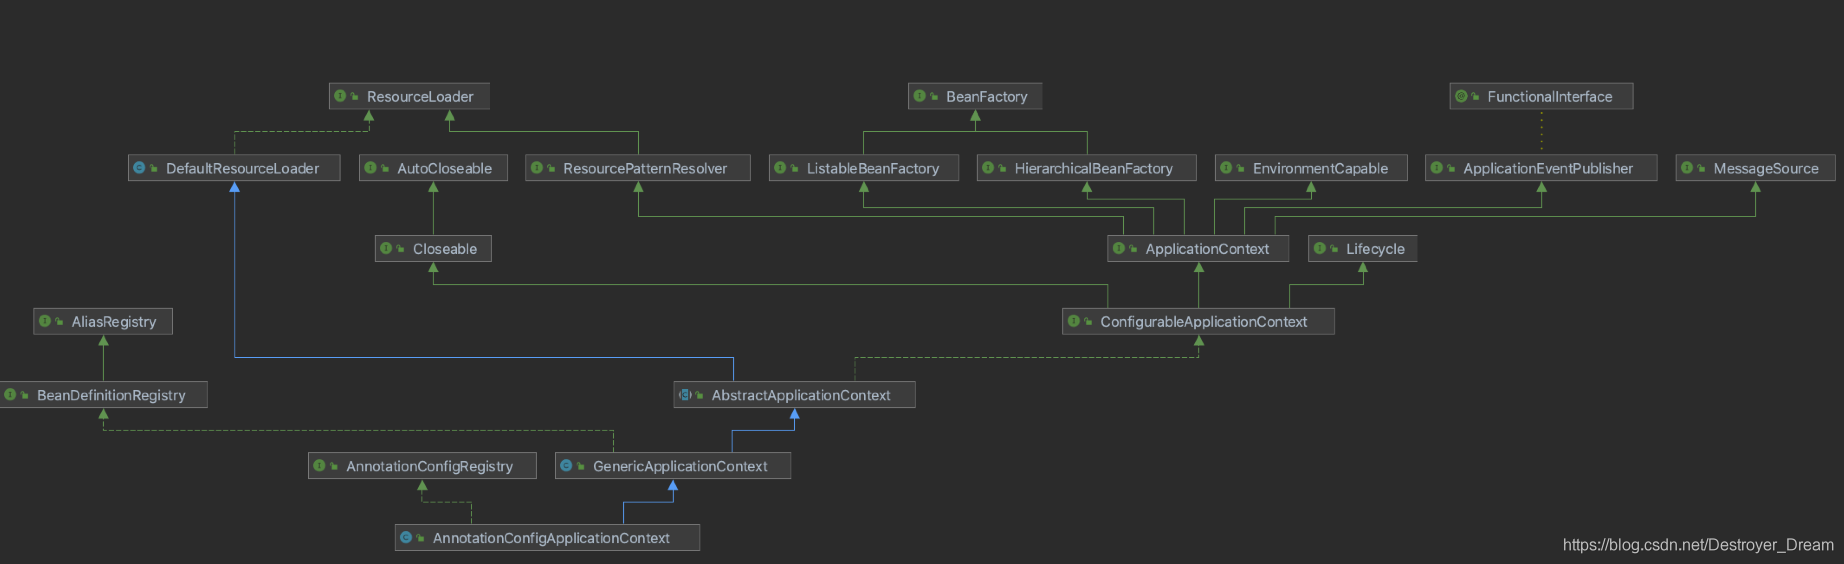 ResourceLoader
BeanFactory
FunctionalInterface
DefaultResourceLoader
AutoCloseable
ResourcePatternResolver
ListableBeanFactory
HierarchicalBeanFactory
EnvironmentCapable
ApplicationEventPublisher
MessageSource
Closeable
ApplicationContext
Lifecycle
AliasRegistry
ConfigurableApplicationContext
BeanDefinitionRegistry
AbstractApplicationContext
AnnotationConfigRegistry
GenericApplicationContext
AnnotationConfigApplicationContext
https://blog.csdn.net/Destroyer_Dream